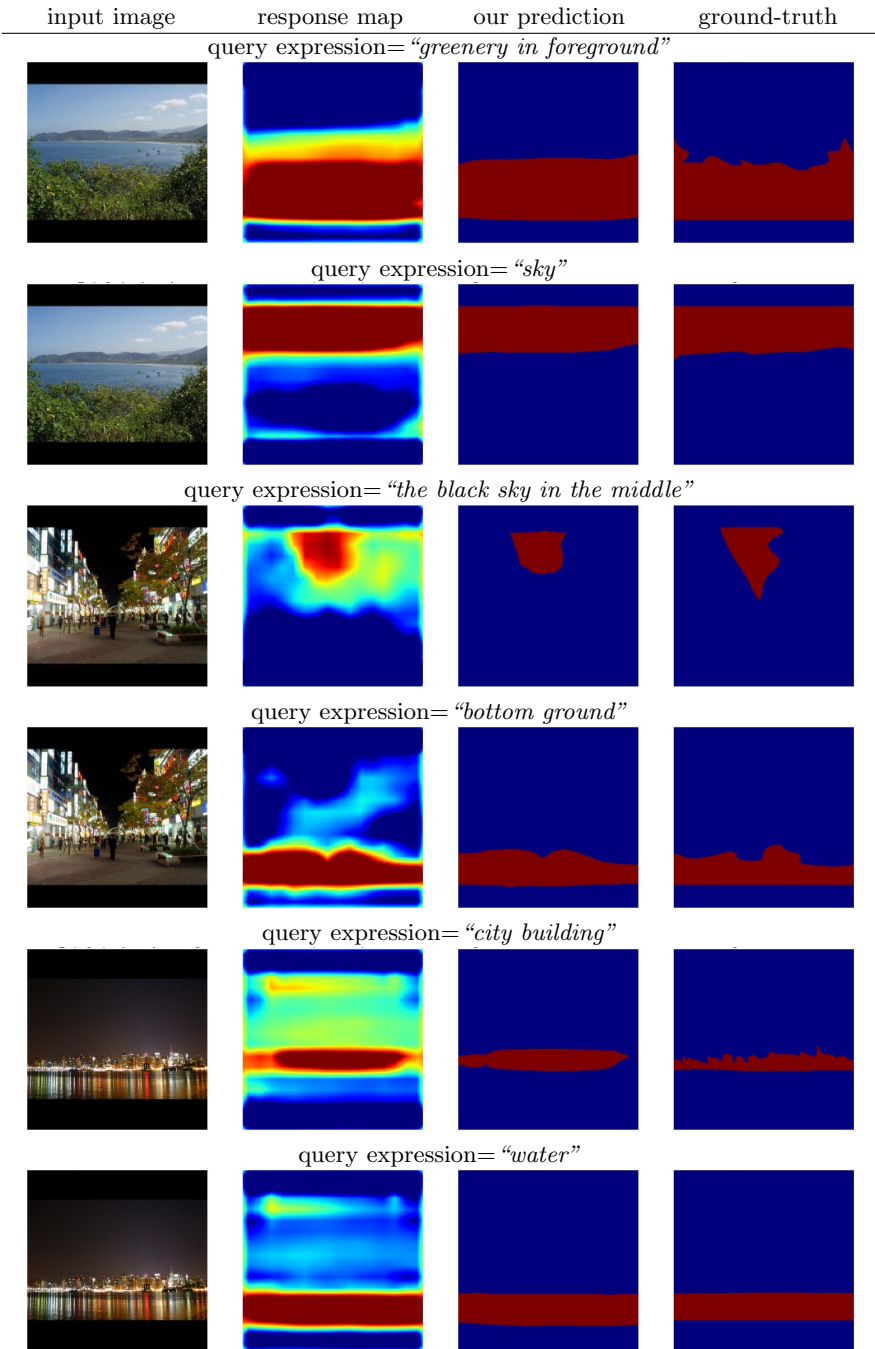 input image response map our prediction ground-truth
query expression=“greenery in foreground”
query expression=“sky”
query expression=“the black sky in the middle”
query expression=“bottom ground”
query expression=“city building”
query expression=“water”